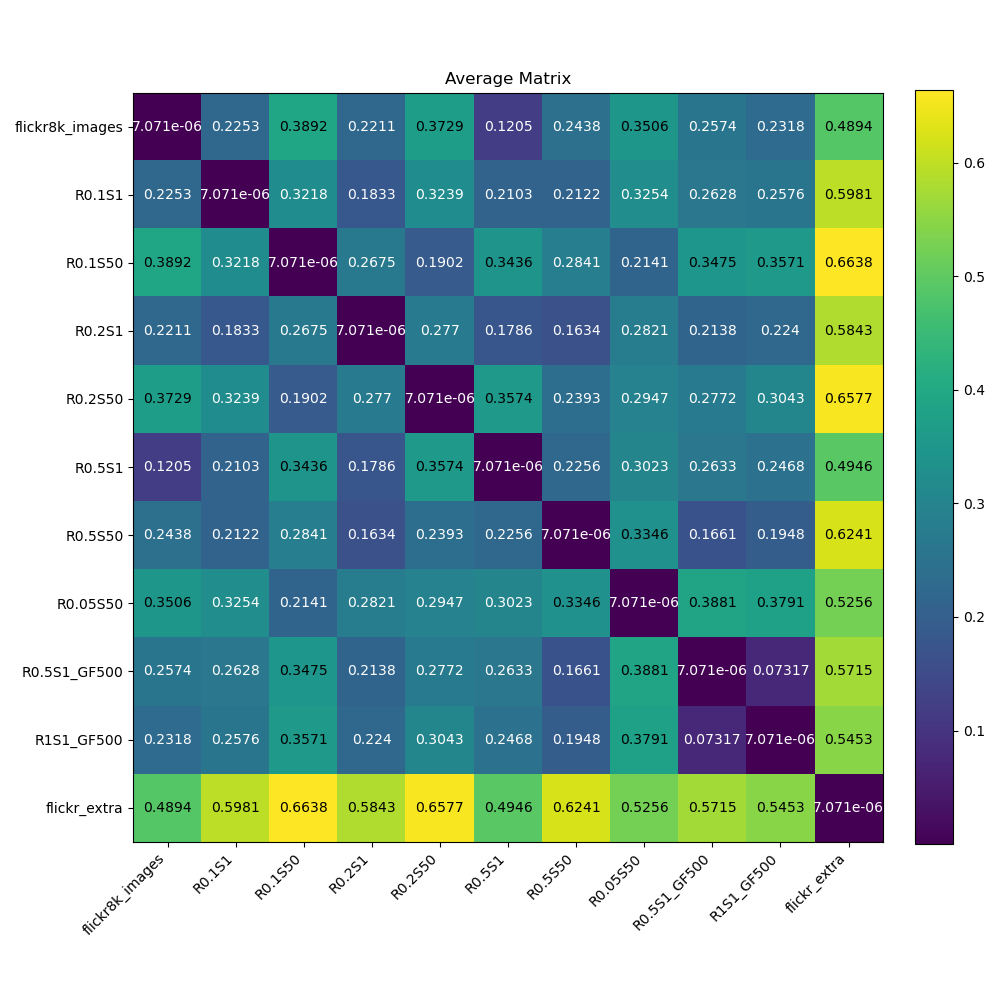 Average Matrix
flickr8k_images 7.071e-06 0.2253 0.3892 0.2211 0.3729 0.1205 0.2438 0.3506 0.2574 0.2318 0.4894
R0.1S1 0.2253 7.071e-06 0.3218 0.1833 0.3239 0.2103 0.2122 0.3254 0.2628 0.2576 0.5981
R0.1S50 0.3892 0.3218 7.071e-06 0.2675 0.1902 0.3436 0.2841 0.2141 0.3475 0.3571 0.6638
R0.2S1 0.2211 0.1833 0.2675 7.071e-06 0.277 0.1786 0.1634 0.2821 0.2138 0.224 0.5843
R0.2S50 0.3729 0.3239 0.1902 0.277 7.071e-06 0.3574 0.2393 0.2947 0.2772 0.3043 0.6577
R0.5S1 0.1205 0.2103 0.3436 0.1786 0.3574 7.071e-06 0.2256 0.3023 0.2633 0.2468 0.4946
R0.5S50 0.2438 0.2122 0.2841 0.1634 0.2393 0.2256 7.071e-06 0.3346 0.1661 0.1948 0.6241
R0.05S50 0.3506 0.3254 0.2141 0.2821 0.2947 0.3023 0.3346 7.071e-06 0.3881 0.3791 0.5256
R0.5S1_GF500 0.2574 0.2628 0.3475 0.2138 0.2772 0.2633 0.1661 0.3881 7.071e-06 0.07317 0.5715
R1S1_GF500 0.2318 0.2576 0.3571 0.224 0.3043 0.2468 0.1948 0.3791 0.07317 7.071e-06 0.5453
flickr_extra 0.4894 0.5981 0.6638 0.5843 0.6577 0.4946 0.6241 0.5256 0.5715 0.5453 7.071e-06
flickr8k_images R0.1S1 R0.1S50 R0.2S1 R0.2S50 R0.5S1 R0.5S50 R0.05S50 R0.5S1_GF500 R1S1_GF500 flickr_extra
0.6
0.5
0.4
0.3
0.2
0.1